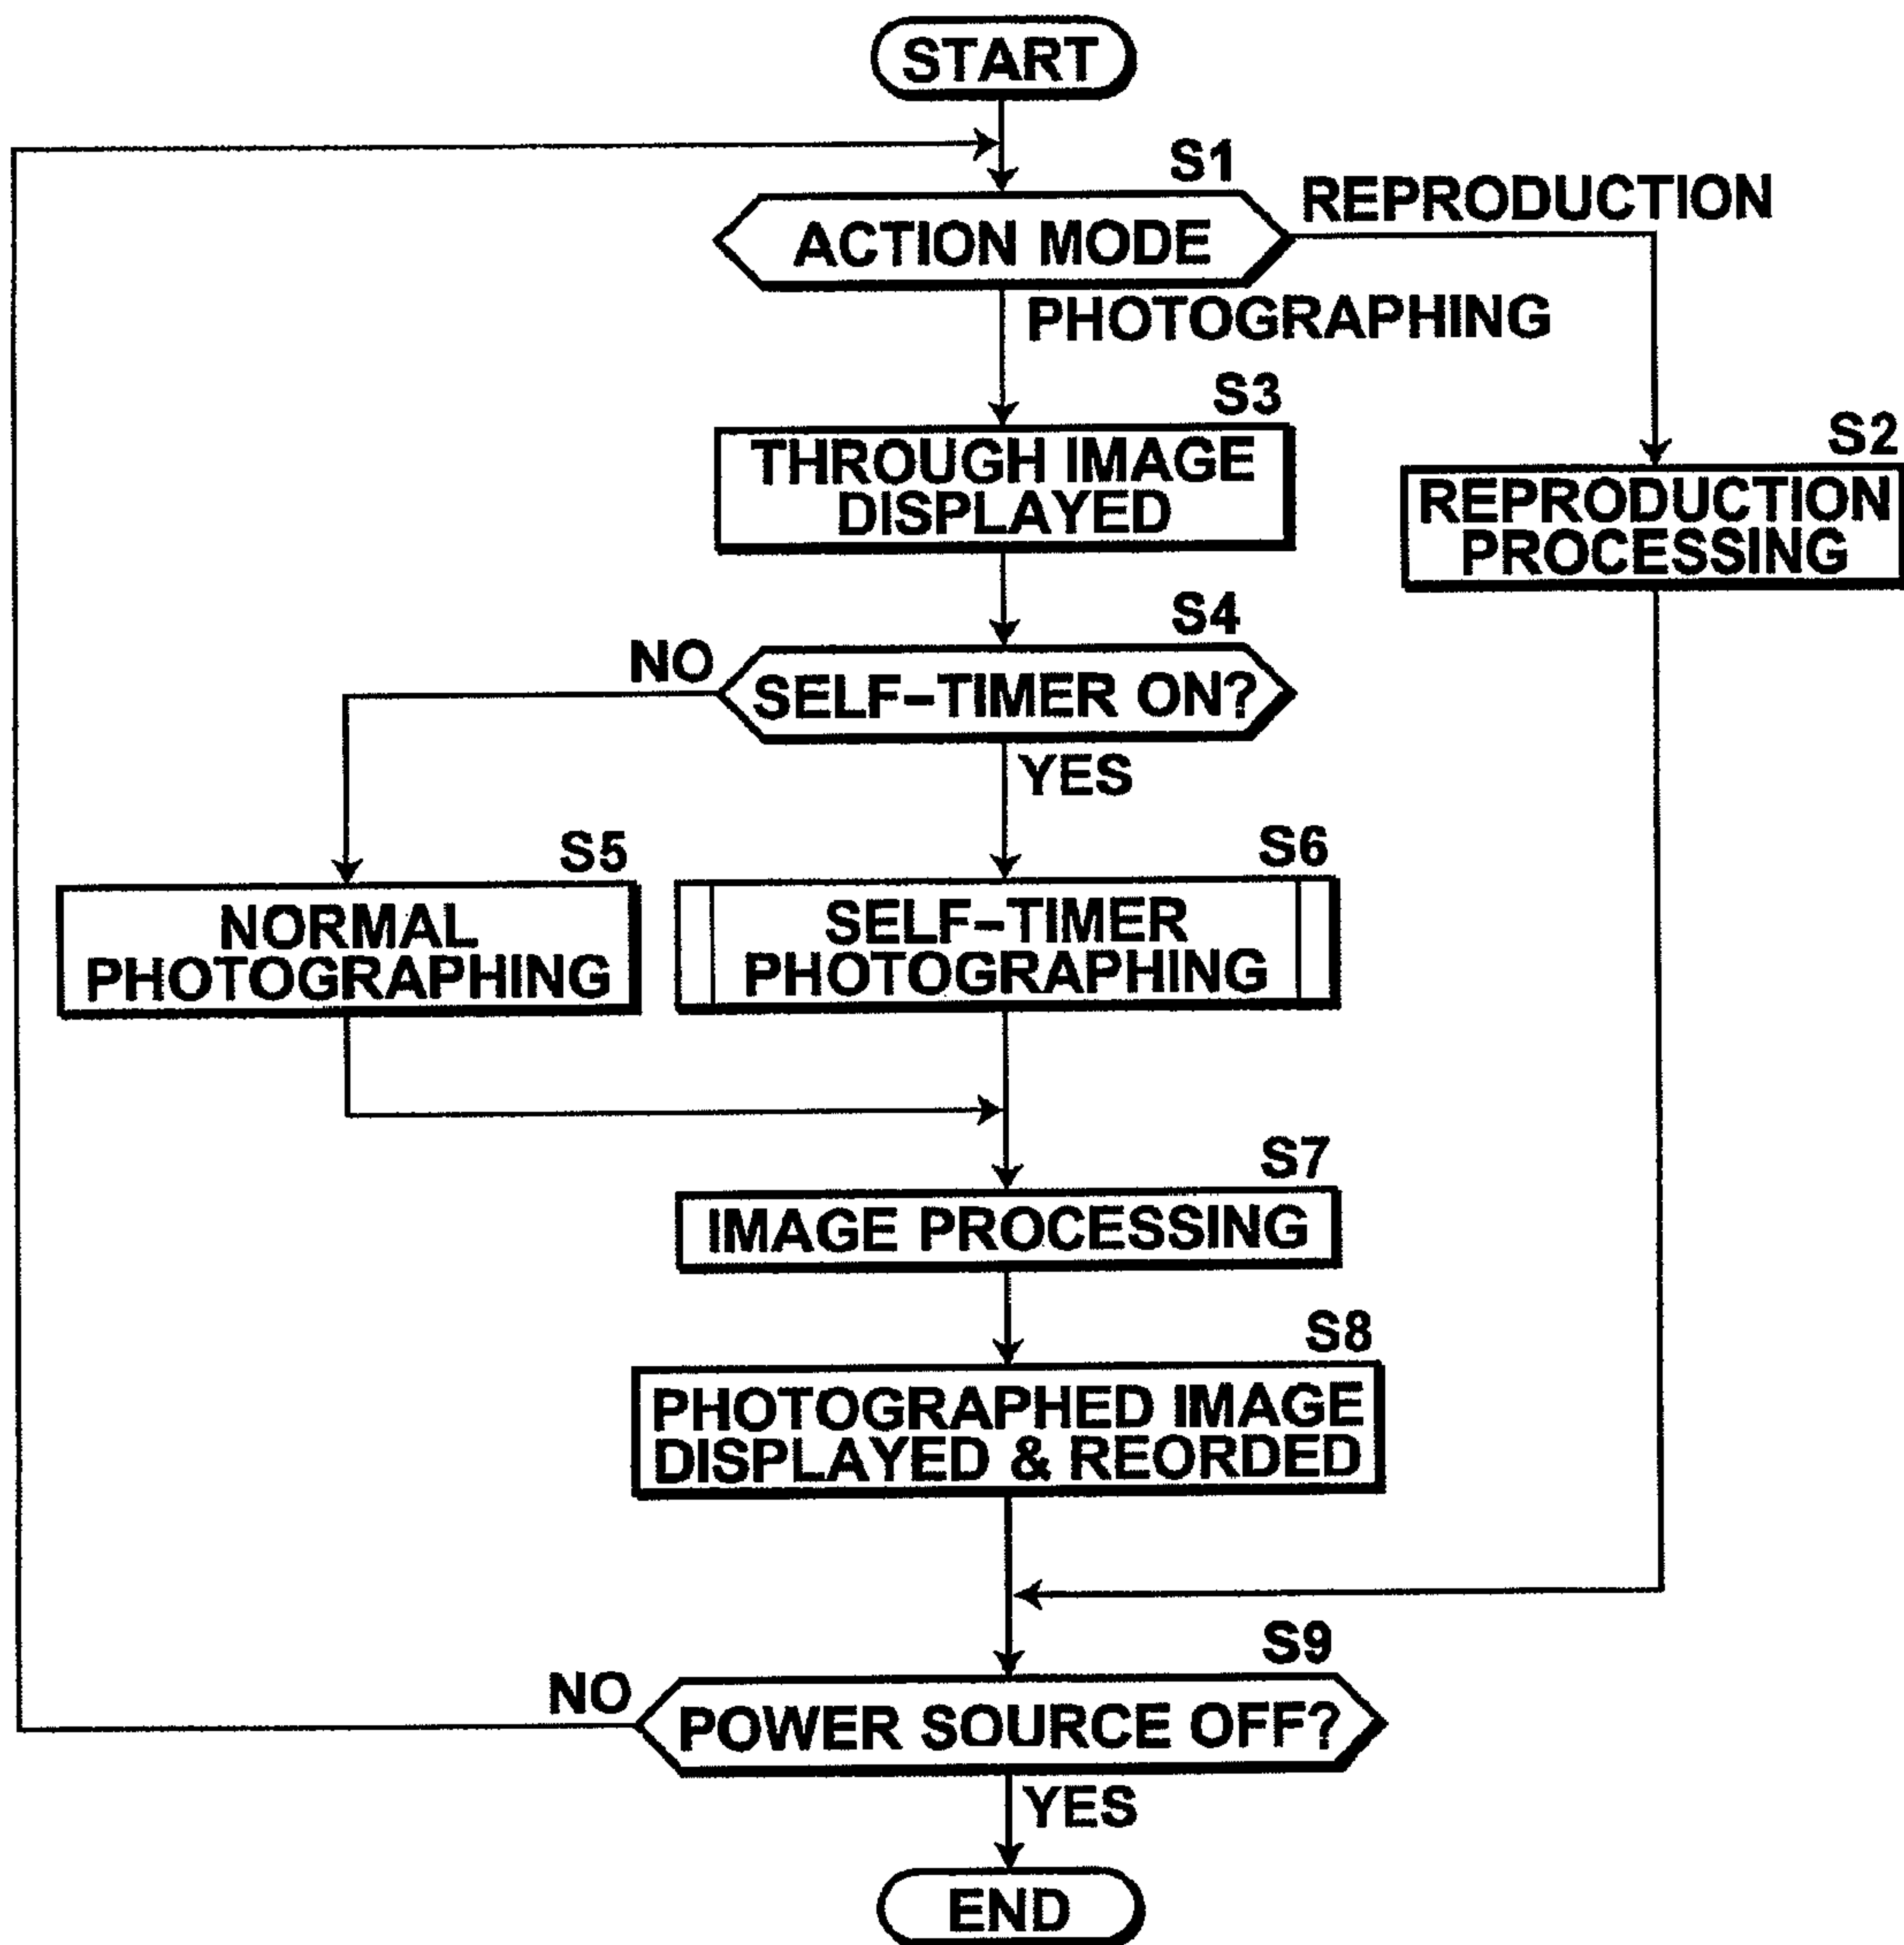 START
S1
REPRODUCTION
ACTION MODE
PHOTOGRAPHING
S3
THROUGH IMAGE
DISPLAYED
S2
REPRODUCTION
PROCESSING
S4
NO
SELF-TIMER ON?
YES
S5
NORMAL
PHOTOGRAPHING
S6
SELF-TIMER
PHOTOGRAPHING
S7
IMAGE PROCESSING
S8
PHOTOGRAPHED IMAGE
DISPLAYED & REORDED
S9
NO
POWER SOURCE OFF?
YES
END